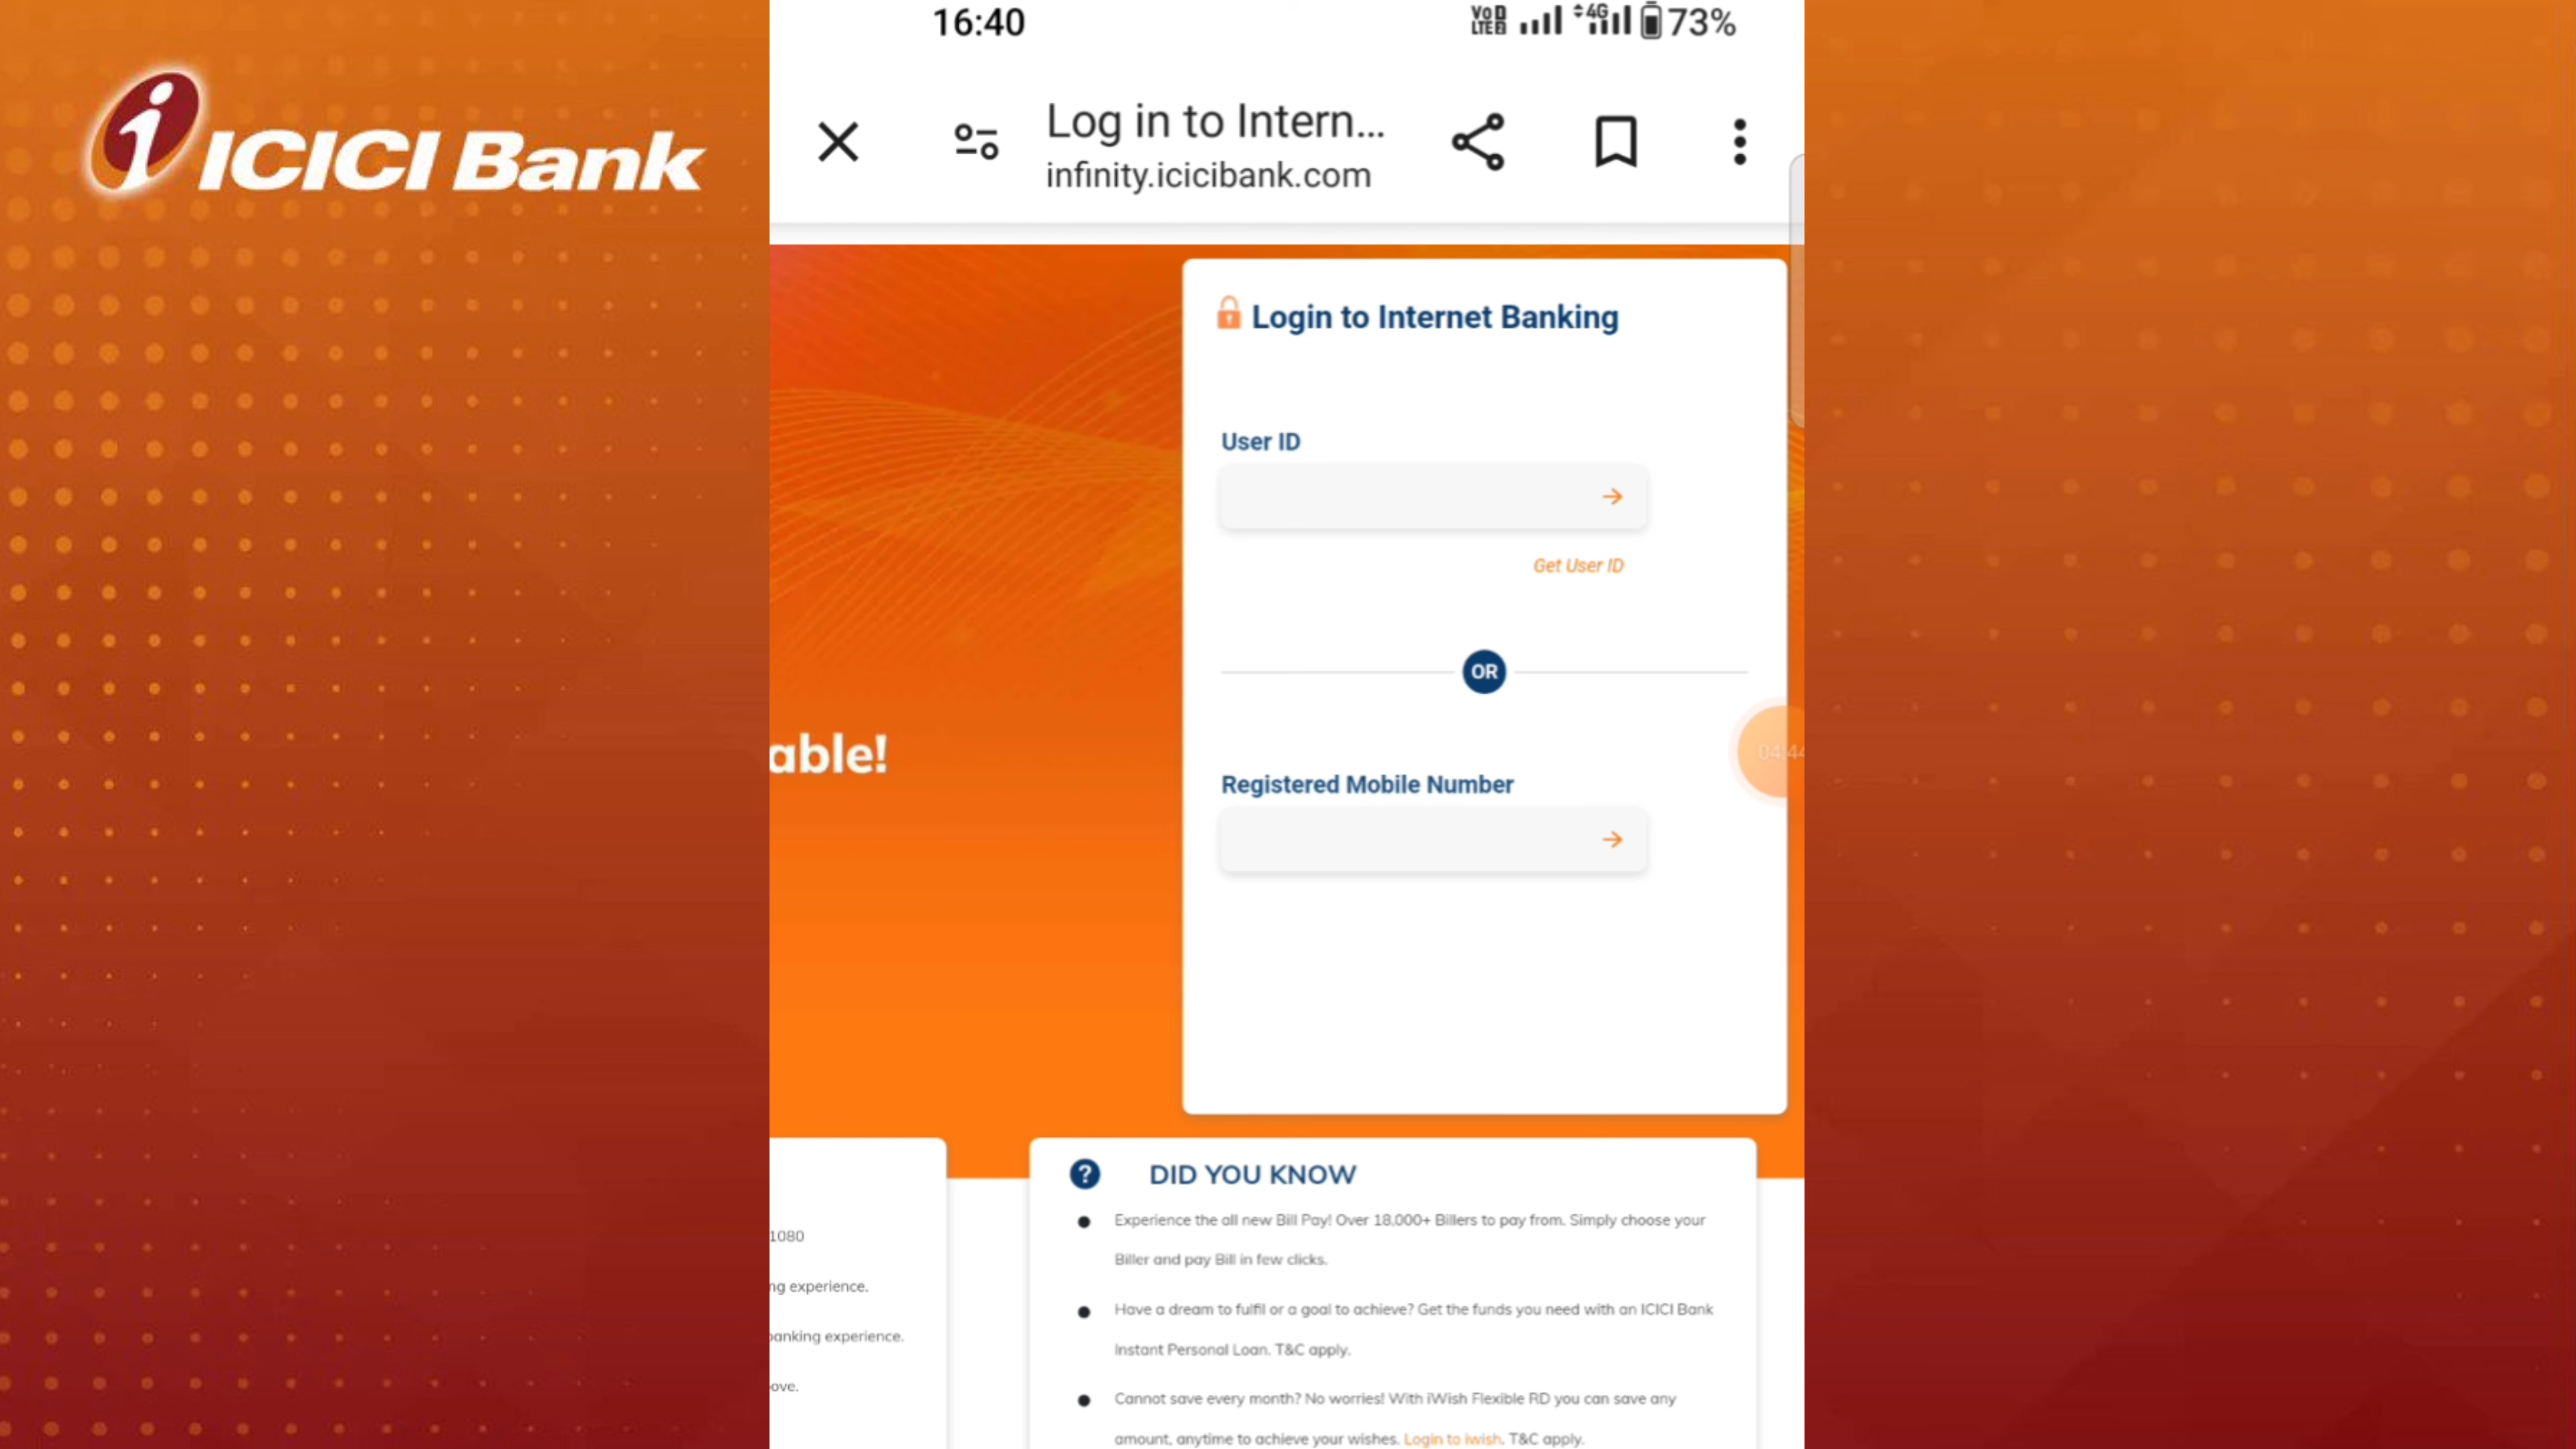 ICICI Bank
16:40
VoLTE2 4G 73%
Log in to Intern...
infinity.icicibank.com
Login to Internet Banking
User ID
Get User ID
OR
able!
04:44
Registered Mobile Number
1080
ng experience.
banking experience.
ove.
DID YOU KNOW
Experience the all new Bill Pay! Over 18,000+ Billers to pay from. Simply choose your
Biller and pay Bill in few clicks.
Have a dream to fulfil or a goal to achieve? Get the funds you need with an ICICI Bank
Instant Personal Loan. T&C apply.
Cannot save every month? No worries! With iWish Flexible RD you can save any
amount, anytime to achieve your wishes. Login to iwish. T&C apply.